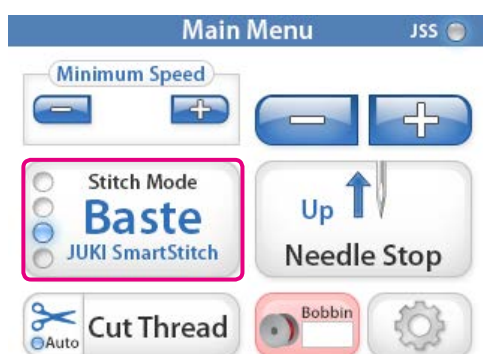 Main Menu JSS
Minimum Speed
Stitch Mode
Baste
JUKI SmartStitch
Up
Needle Stop
Auto
Cut Thread
Bobbin